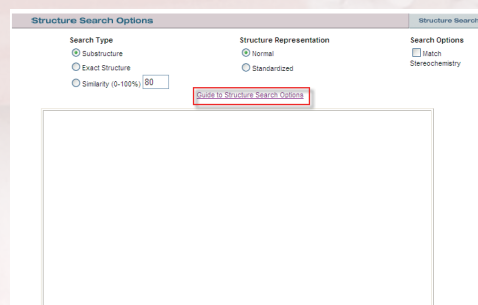 Structure Search Options
Structure Search
Search Type
Substructure
Exact Structure
Similarity (0-100%) 80
Structure Representation
Normal
Standardized
Search Options
Match
Stereochemistry
Guide to Structure Search Options